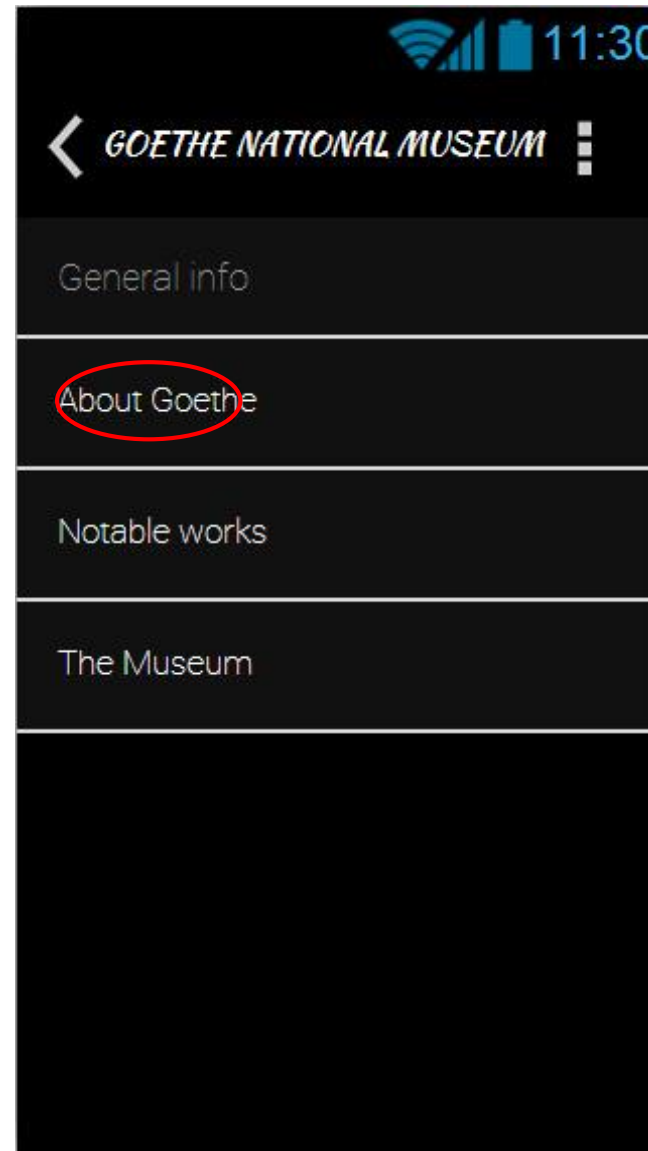 11:30
GOETHE NATIONAL MUSEUM
General info
About Goethe
Notable works
The Museum